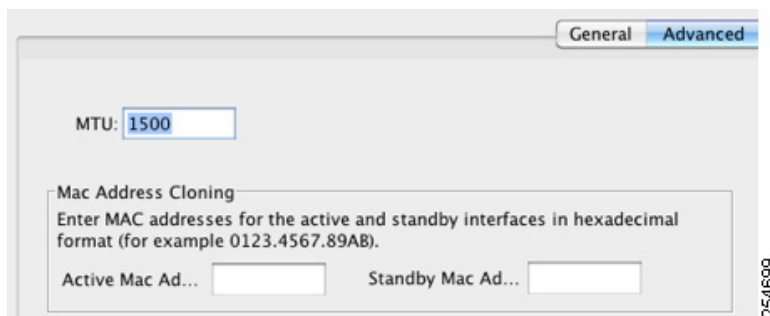 General Advanced
MTU: 1500
Mac Address Cloning
Enter MAC addresses for the active and standby interfaces in hexadecimal
format (for example 0123.4567.89AB).
Active Mac Ad... Standby Mac Ad...
254699